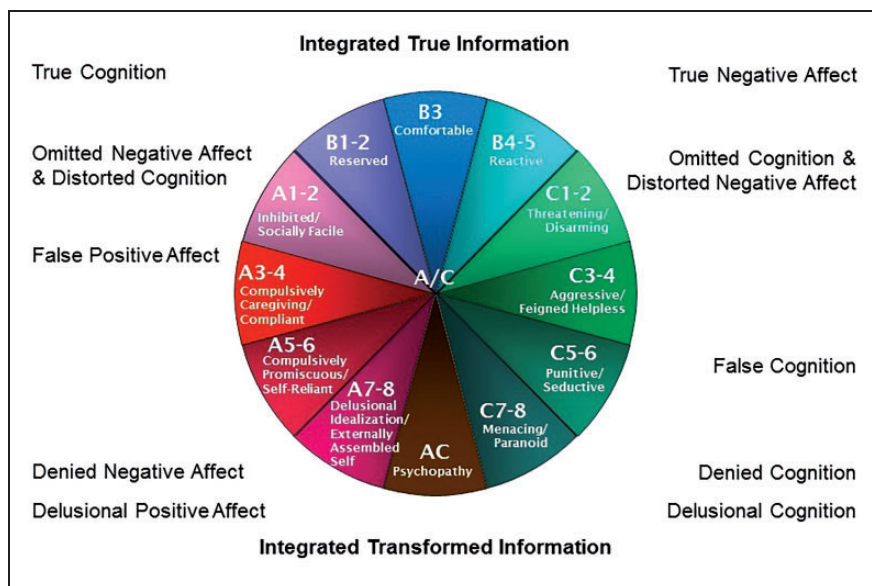 Integrated True Information
True Cognition
True Negative Affect
Omitted Negative Affect
& Distorted Cognition
Omitted Cognition &
Distorted Negative Affect
False Positive Affect
False Cognition
Denied Negative Affect
Delusional Positive Affect
Denied Cognition
Delusional Cognition
B3
Comfortable
B1-2
Reserved
B4-5
Reactive
A1-2
Inhibited/
Socially Facile
C1-2
Threatening/
Disarming
A/C
A3-4
Compulsively
Caregiving/
Compliant
C3-4
Aggressive/
Feigned Helpless
A5-6
Compulsively
Promiscuous/
Self-Reliant
C5-6
Punitive/
Seductive
A7-8
Delusional
Idealization/
Externally
Assembled
Self
C7-8
Menacing/
Paranoid
AC
Psychopathy
Integrated Transformed Information